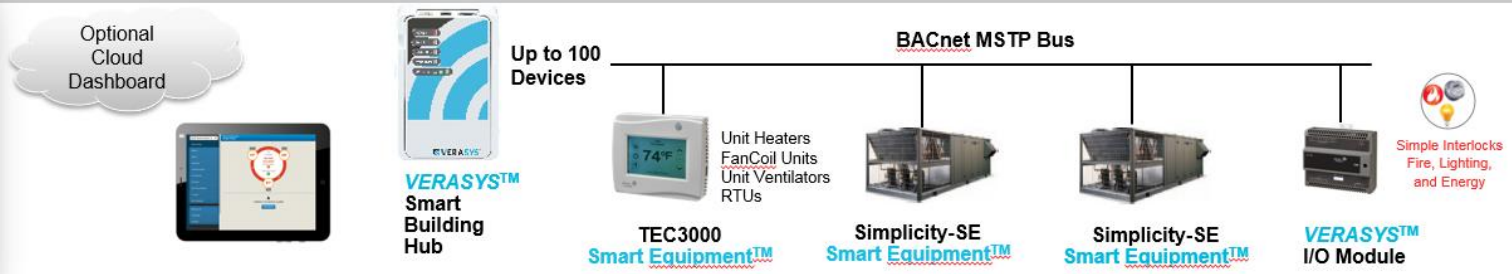 Optional
Cloud
Dashboard
VERASYS
VERASYS™
Smart
Building
Hub
Up to 100
Devices
BACnet MSTP Bus
74°F
Unit Heaters
FanCoil Units
Unit Ventilators
RTUs
TEC3000
Smart Equipment™
Simplicity-SE
Smart Equipment™
Simplicity-SE
Smart Equipment™
Simple Interlocks
Fire, Lighting,
and Energy
VERASYS™
I/O Module